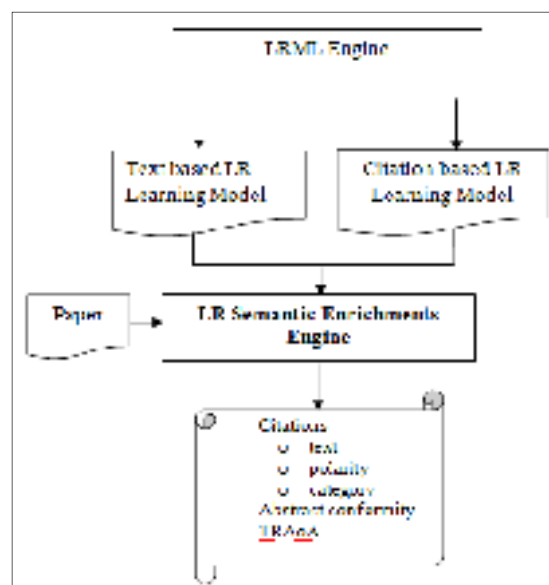 LRML Engine
Text based LR
Learning Model
Citation based LR
Learning Model
Paper
LR Semantic Enrichments
Engine
Citations
o text
o polarity
o category
Abstract conformity